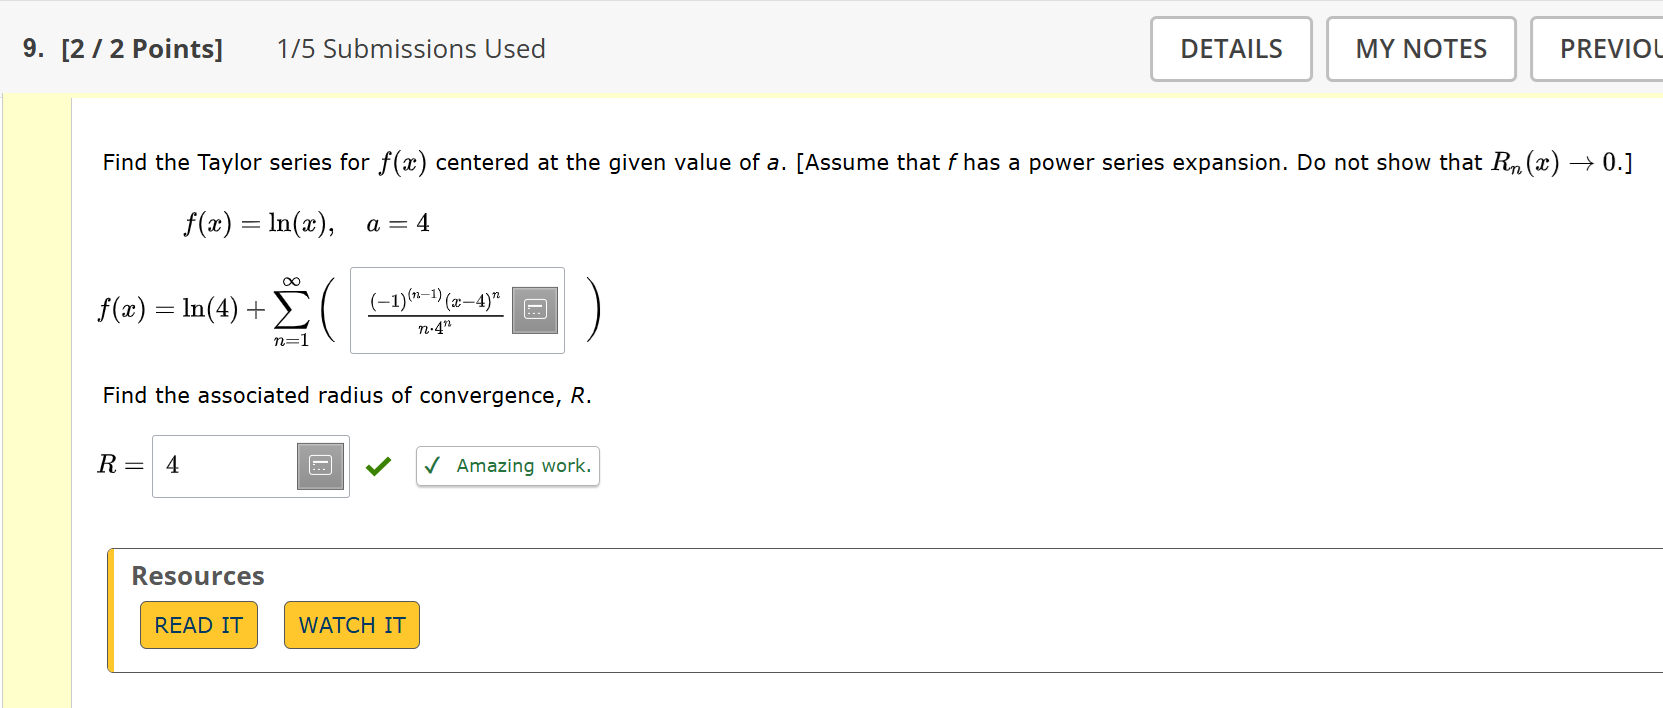 9. [2 / 2 Points] 1/5 Submissions Used DETAILS MY NOTES PREVIOU
Find the Taylor series for f(x) centered at the given value of a. [Assume that f has a power series expansion. Do not show that Rₙ(x) → 0.]
f(x) = ln(x), a = 4
f(x) = ln(4) + ∑_{n=1}^{∞} ( (−1)^(n−1) (x−4)^n / n·4^n )
Find the associated radius of convergence, R.
R = 4 ✓ Amazing work.
Resources
READ IT WATCH IT